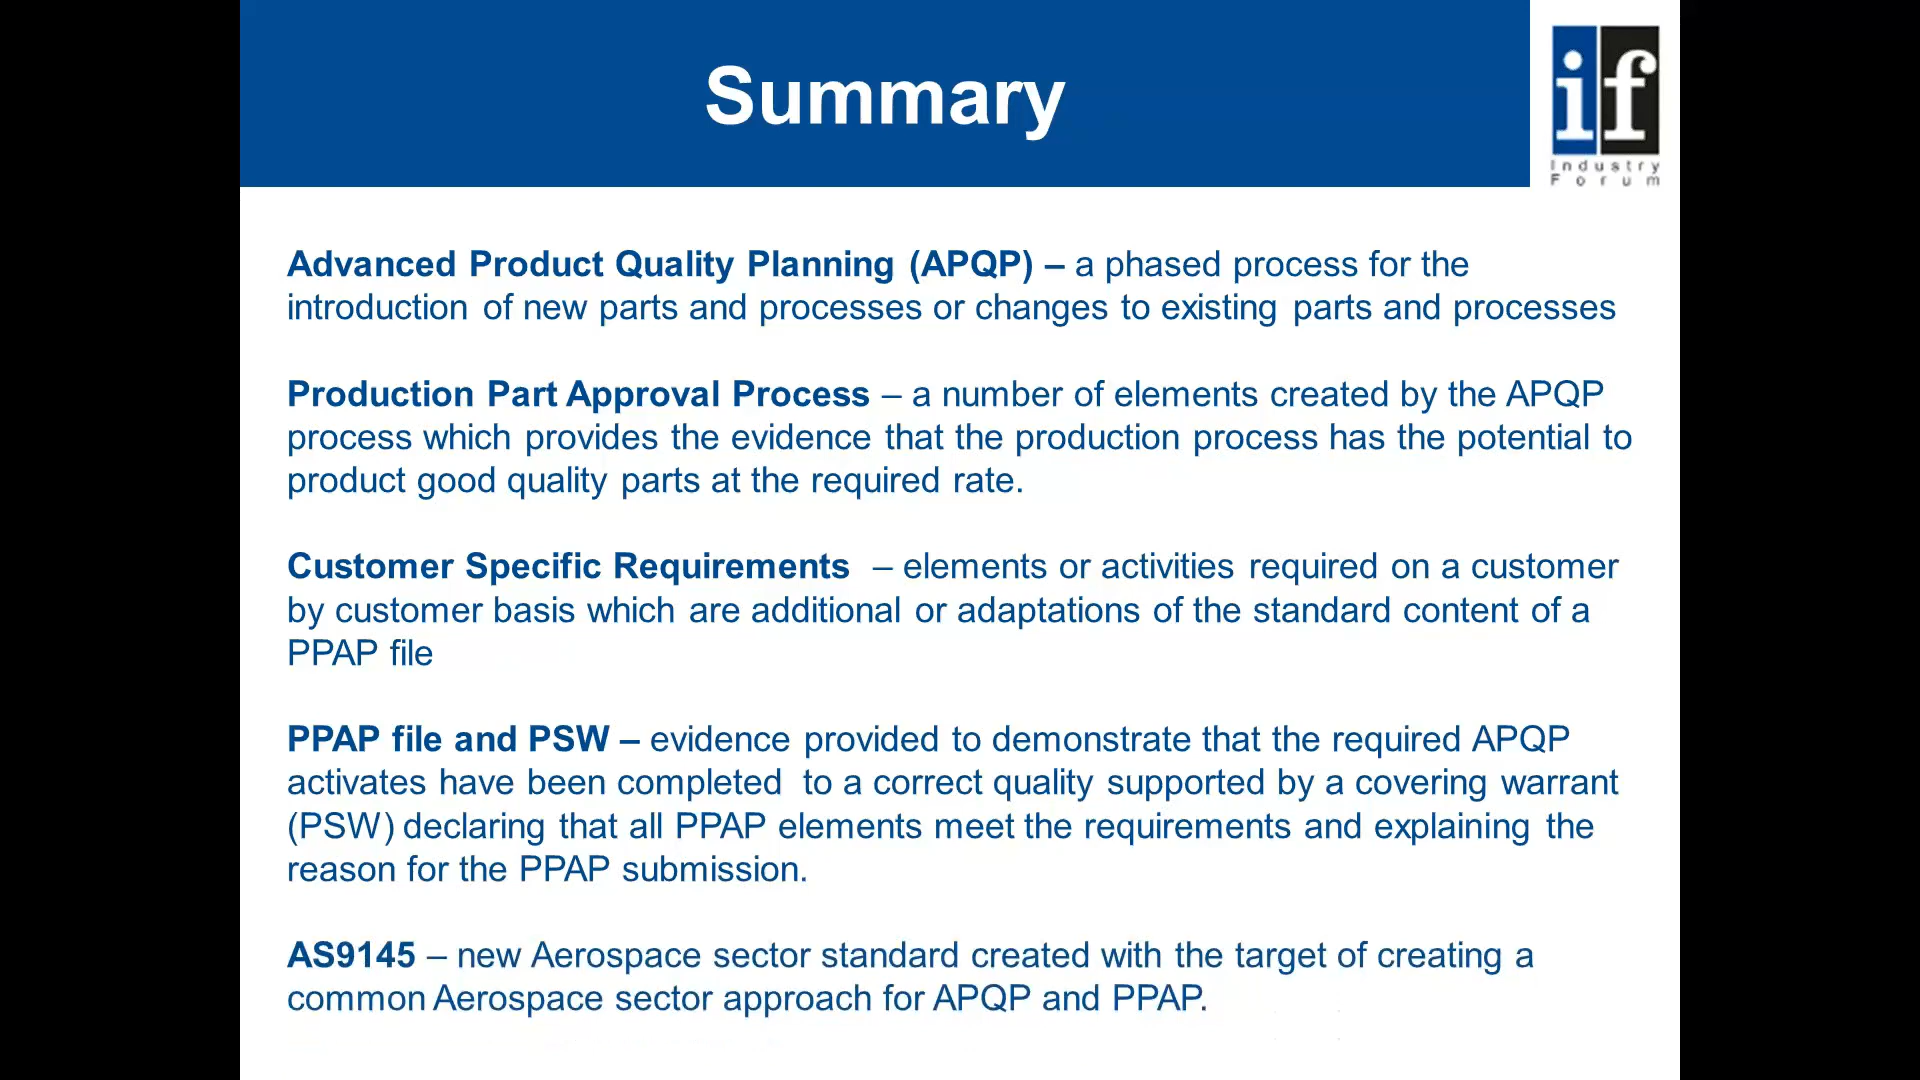 Summary
if
Industry
Forum
Advanced Product Quality Planning (APQP) – a phased process for the
introduction of new parts and processes or changes to existing parts and processes
Production Part Approval Process – a number of elements created by the APQP
process which provides the evidence that the production process has the potential to
product good quality parts at the required rate.
Customer Specific Requirements – elements or activities required on a customer
by customer basis which are additional or adaptations of the standard content of a
PPAP file
PPAP file and PSW – evidence provided to demonstrate that the required APQP
activates have been completed to a correct quality supported by a covering warrant
(PSW) declaring that all PPAP elements meet the requirements and explaining the
reason for the PPAP submission.
AS9145 – new Aerospace sector standard created with the target of creating a
common Aerospace sector approach for APQP and PPAP.